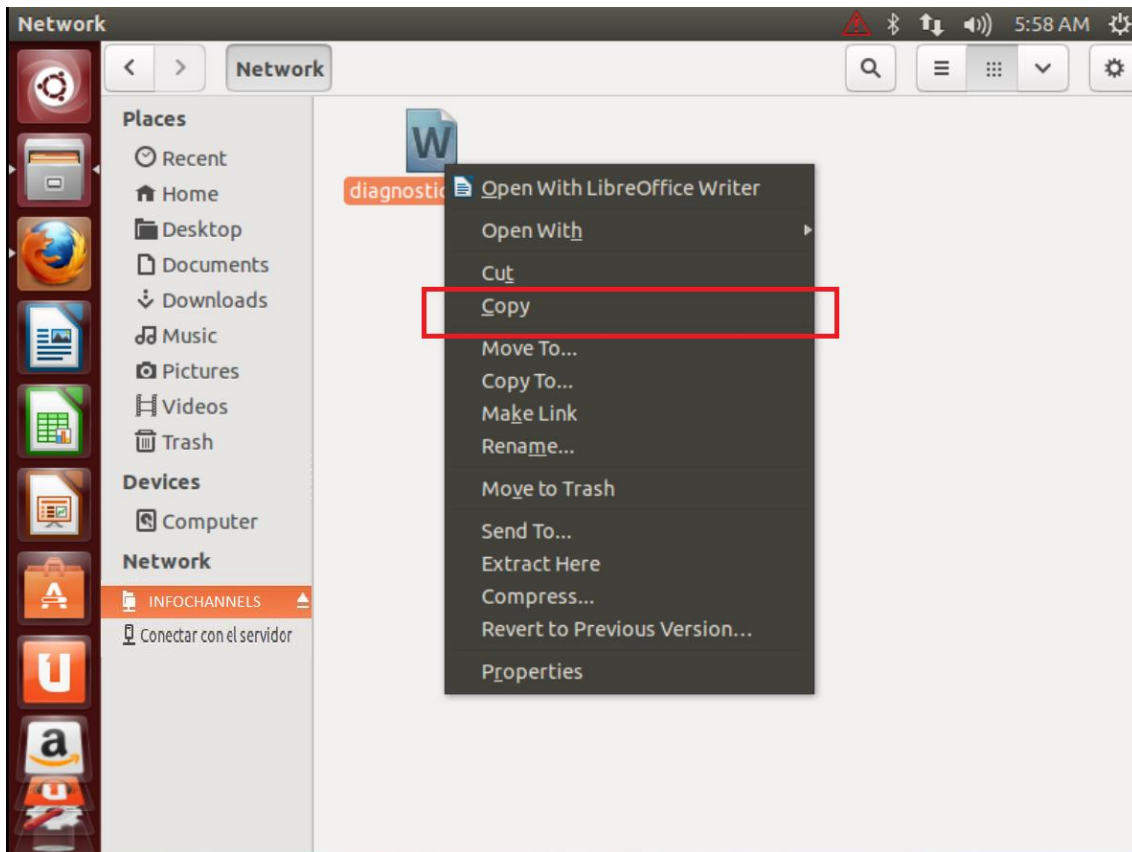 Network
5:58 AM
Network
Places
Recent
Home
Desktop
Documents
Downloads
Music
Pictures
Videos
Trash
Devices
Computer
Network
INFOCHANNELS
Conectar con el servidor
W
Open With LibreOffice Writer
Open With
Cut
Copy
Move To...
Copy To...
Make Link
Rename...
Move to Trash
Send To...
Extract Here
Compress...
Revert to Previous Version...
Properties